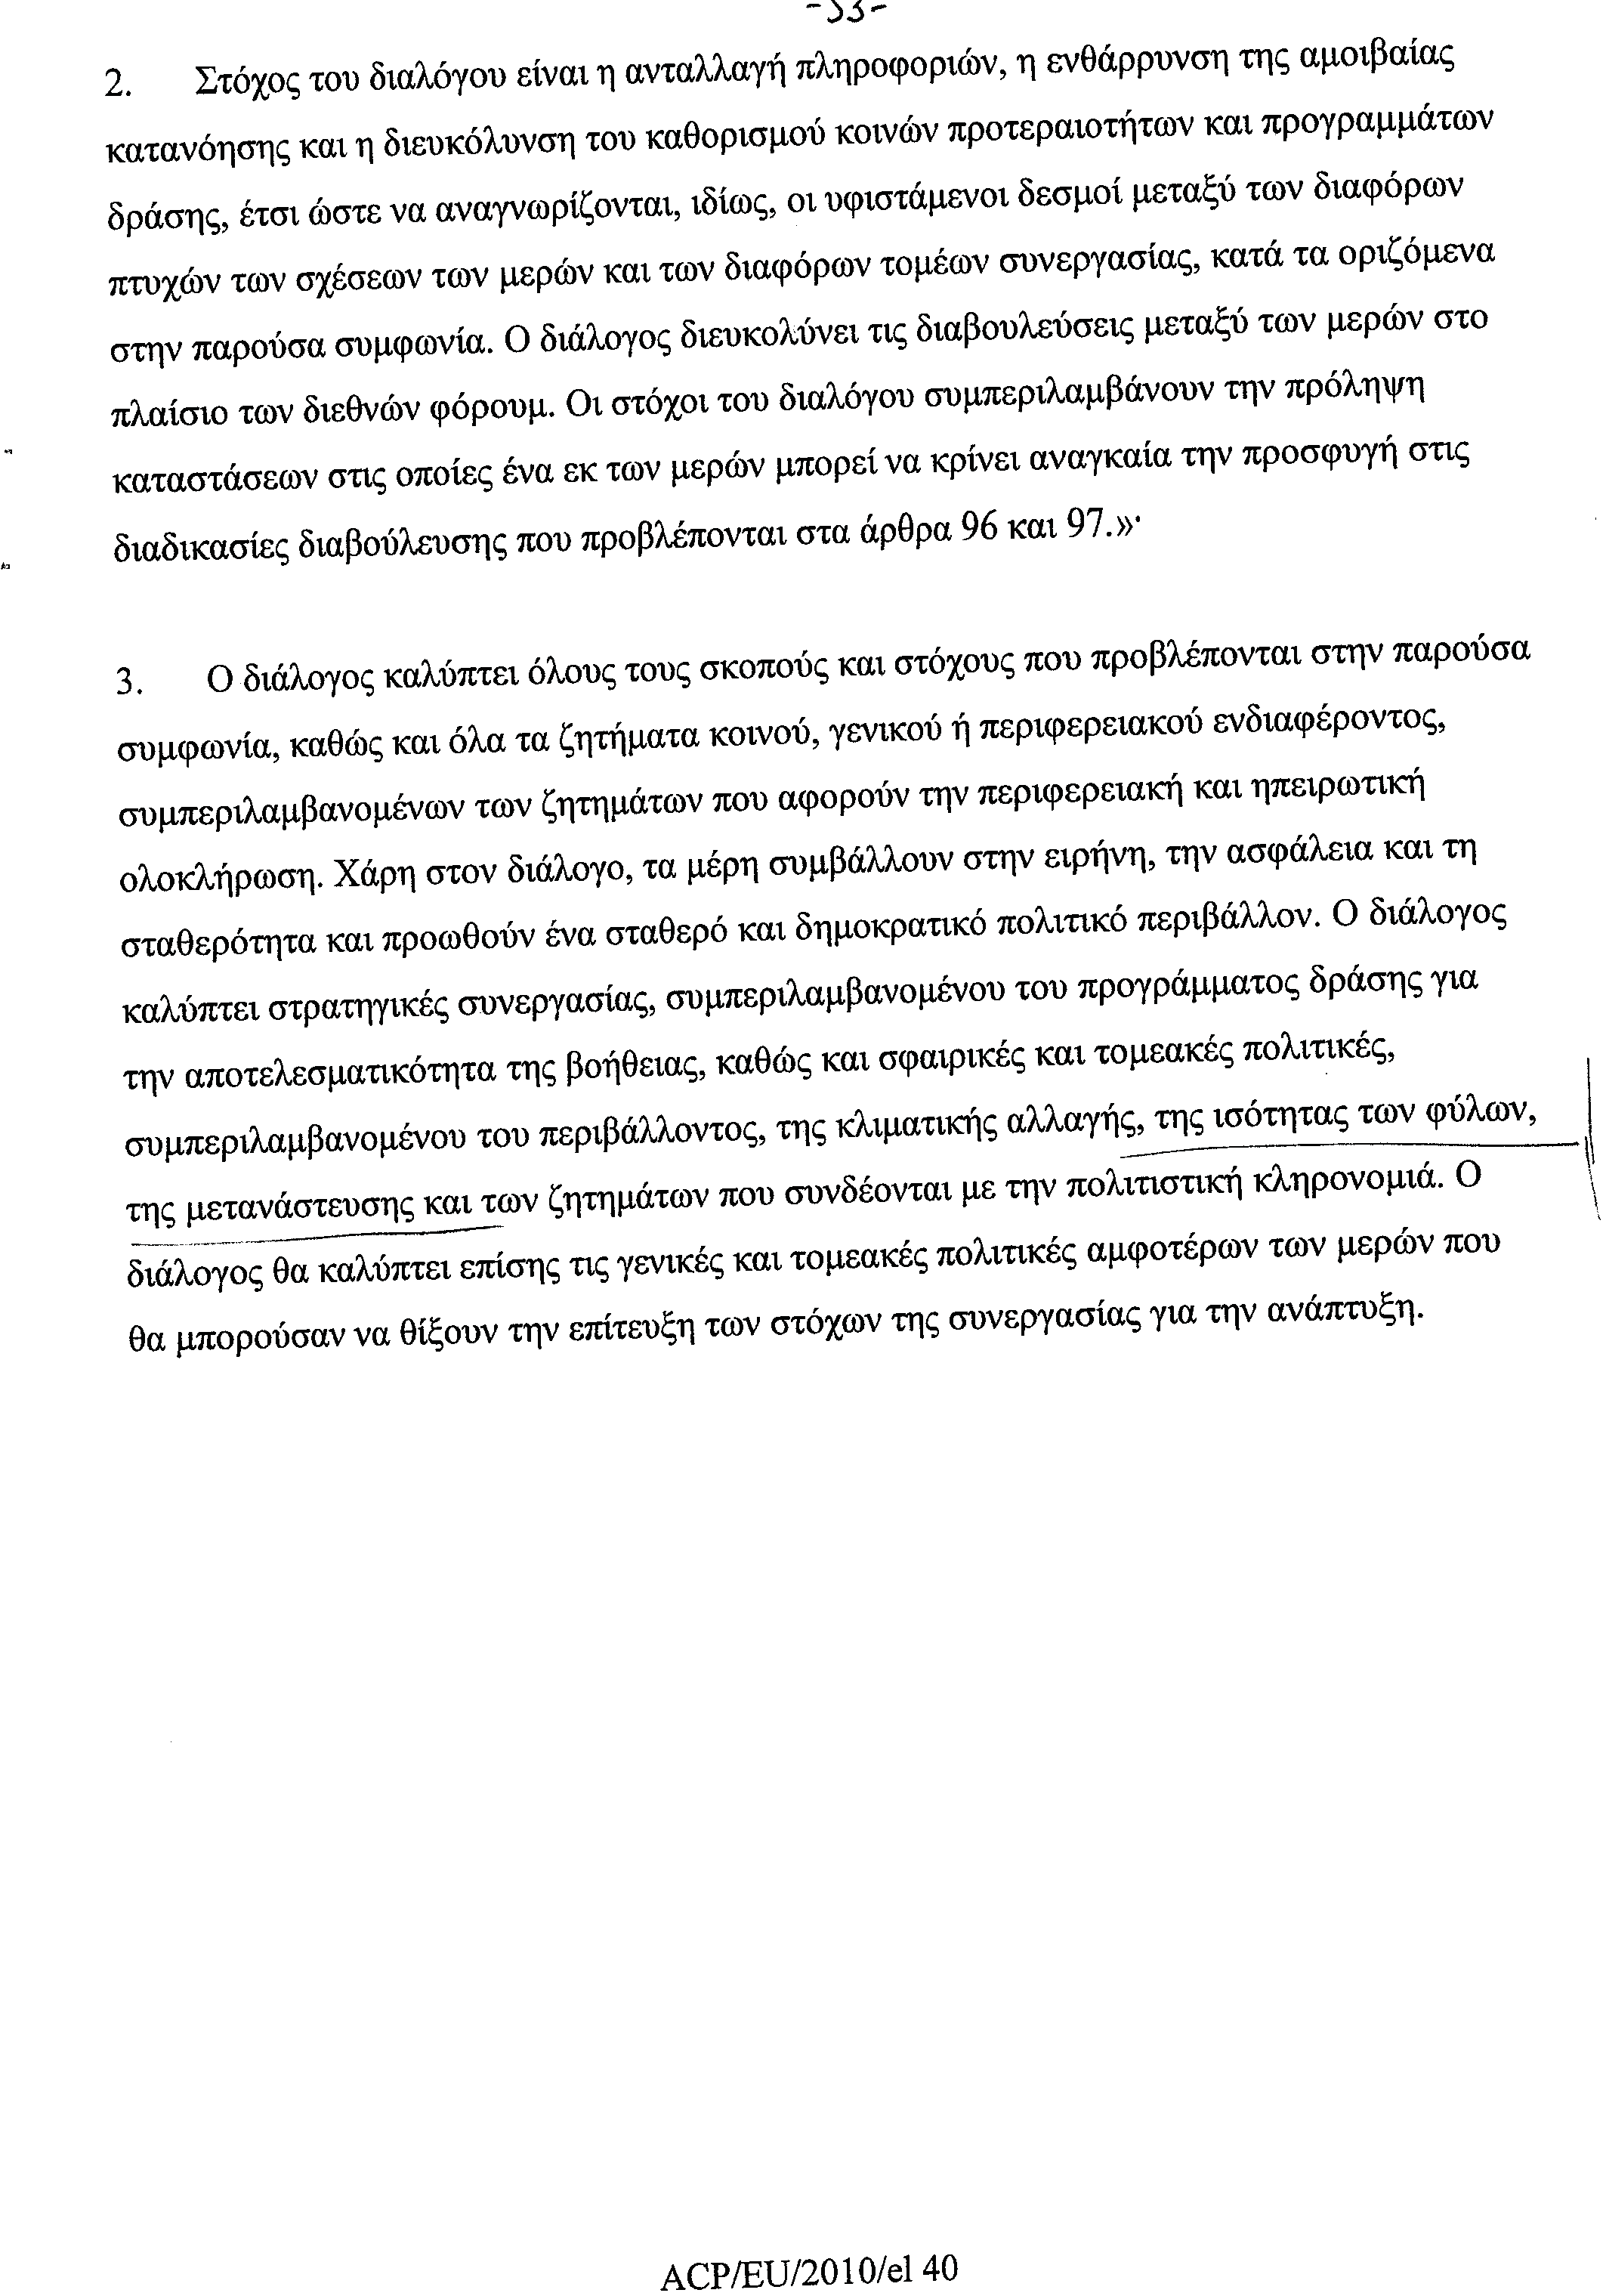 -53-
2. Στόχος του διαλόγου είναι η ανταλλαγή πληροφοριών, η ενθάρρυνση της αμοιβαίας
κατανόησης και η διευκόλυνση του καθορισμού κοινών προτεραιοτήτων και προγραμμάτων
δράσης, έτσι ώστε να αναγνωρίζονται, ιδίως, οι υφιστάμενοι δεσμοί μεταξύ των διαφόρων
πτυχών των σχέσεων των μερών και των διαφόρων τομέων συνεργασίας, κατά τα οριζόμενα
στην παρούσα συμφωνία. Ο διάλογος διευκολύνει τις διαβουλεύσεις μεταξύ των μερών στο
πλαίσιο των διεθνών φόρουμ. Οι στόχοι του διαλόγου συμπεριλαμβάνουν την πρόληψη
καταστάσεων στις οποίες ένα εκ των μερών μπορεί να κρίνει αναγκαία την προσφυγή στις
διαδικασίες διαβούλευσης που προβλέπονται στα άρθρα 96 και 97.»·
3. Ο διάλογος καλύπτει όλους τους σκοπούς και στόχους που προβλέπονται στην παρούσα
συμφωνία, καθώς και όλα τα ζητήματα κοινού, γενικού ή περιφερειακού ενδιαφέροντος,
συμπεριλαμβανομένων των ζητημάτων που αφορούν την περιφερειακή και ηπειρωτική
ολοκλήρωση. Χάρη στον διάλογο, τα μέρη συμβάλλουν στην ειρήνη, την ασφάλεια και τη
σταθερότητα και προωθούν ένα σταθερό και δημοκρατικό πολιτικό περιβάλλον. Ο διάλογος
καλύπτει στρατηγικές συνεργασίας, συμπεριλαμβανομένου του προγράμματος δράσης για
την αποτελεσματικότητα της βοήθειας, καθώς και σφαιρικές και τομεακές πολιτικές,
συμπεριλαμβανομένου του περιβάλλοντος, της κλιματικής αλλαγής, της ισότητας των φύλων,
της μετανάστευσης και των ζητημάτων που συνδέονται με την πολιτιστική κληρονομιά. Ο
διάλογος θα καλύπτει επίσης τις γενικές και τομεακές πολιτικές αμφοτέρων των μερών που
θα μπορούσαν να θίξουν την επίτευξη των στόχων της συνεργασίας για την ανάπτυξη.
ACP/EU/2010/el 40